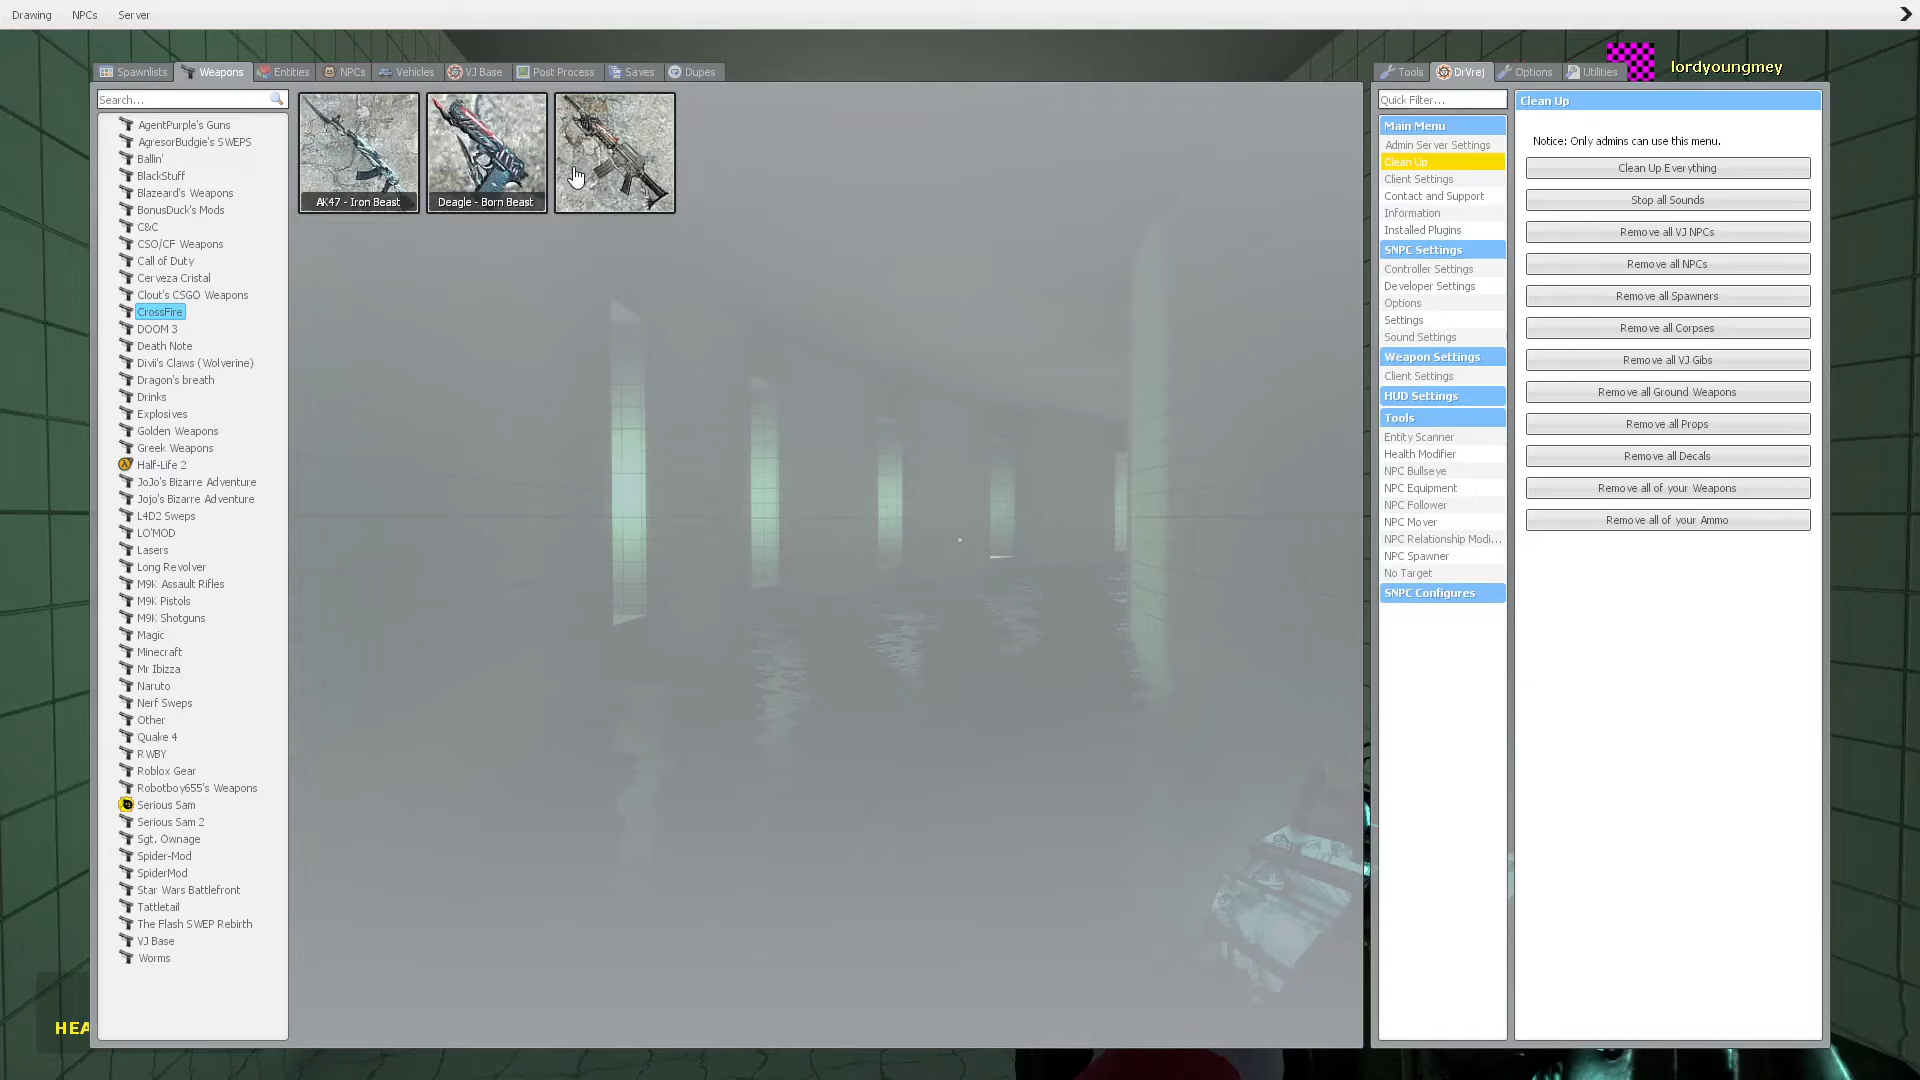 Drawing NPCs Server
lordyoungmey
Spawnlists Weapons Entities NPCs Vehicles VJ Base Post Process Saves Dupes
Tools DrVrej Options Utilities
Search...
AgentPurple's Guns
AgresorBudgie's SWEPS
Ballin'
BlackStuff
Blazeard's Weapons
BonusDuck's Mods
C&C
CSO/CF Weapons
Call of Duty
Cerveza Cristal
Clout's CSGO Weapons
CrossFire
DOOM 3
Death Note
Divii's Claws (Wolverine)
Dragon's breath
Drinks
Explosives
Golden Weapons
Greek Weapons
Half-Life 2
JoJo's Bizarre Adventure
Jojo's Bizarre Adventure
L4D2 Sweps
LO'MOD
Lasers
Long Revolver
M9K Assault Rifles
M9K Pistols
M9K Shotguns
Magic
Minecraft
Mr Ibizza
Naruto
Nerf Sweps
Other
Quake 4
RWBY
Roblox Gear
Robotboy655's Weapons
Serious Sam
Serious Sam 2
Sgt. Ownage
Spider-Mod
SpiderMod
Star Wars Battlefront
Tattletail
The Flash SWEP Rebirth
VJ Base
Worms
AK47 - Iron Beast
Deagle - Born Beast
Quick Filter...
Main Menu
Admin Server Settings
Clean Up
Client Settings
Contact and Support
Information
Installed Plugins
SNPC Settings
Controller Settings
Developer Settings
Options
Settings
Sound Settings
Weapon Settings
Client Settings
HUD Settings
Tools
Entity Scanner
Health Modifier
NPC Bullseye
NPC Equipment
NPC Follower
NPC Mover
NPC Relationship Modi...
NPC Spawner
No Target
SNPC Configures
Clean Up
Notice: Only admins can use this menu.
Clean Up Everything
Stop all Sounds
Remove all VJ NPCs
Remove all NPCs
Remove all Spawners
Remove all Corpses
Remove all VJ Gibs
Remove all Ground Weapons
Remove all Props
Remove all Decals
Remove all of your Weapons
Remove all of your Ammo
HEA